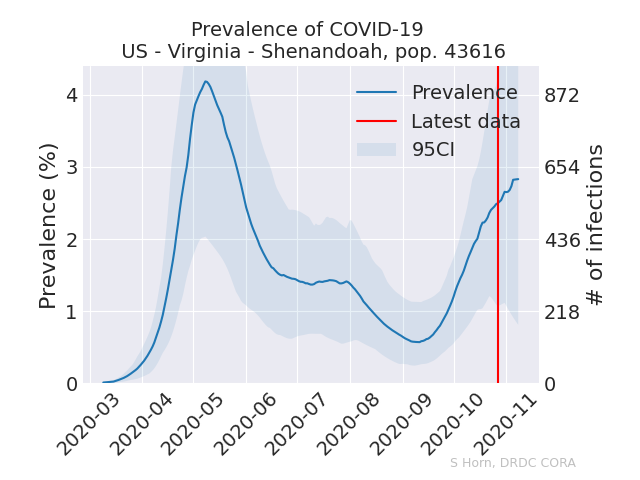 Prevalence of COVID-19
US - Virginia - Shenandoah, pop. 43616
Prevalence
Latest data
95CI
Prevalence (%)
4
3
2
1
0
872
654
436
218
0
# of infections
2020-03
2020-04
2020-05
2020-06
2020-07
2020-08
2020-09
2020-10
2020-11
S Horn, DRDC CORA